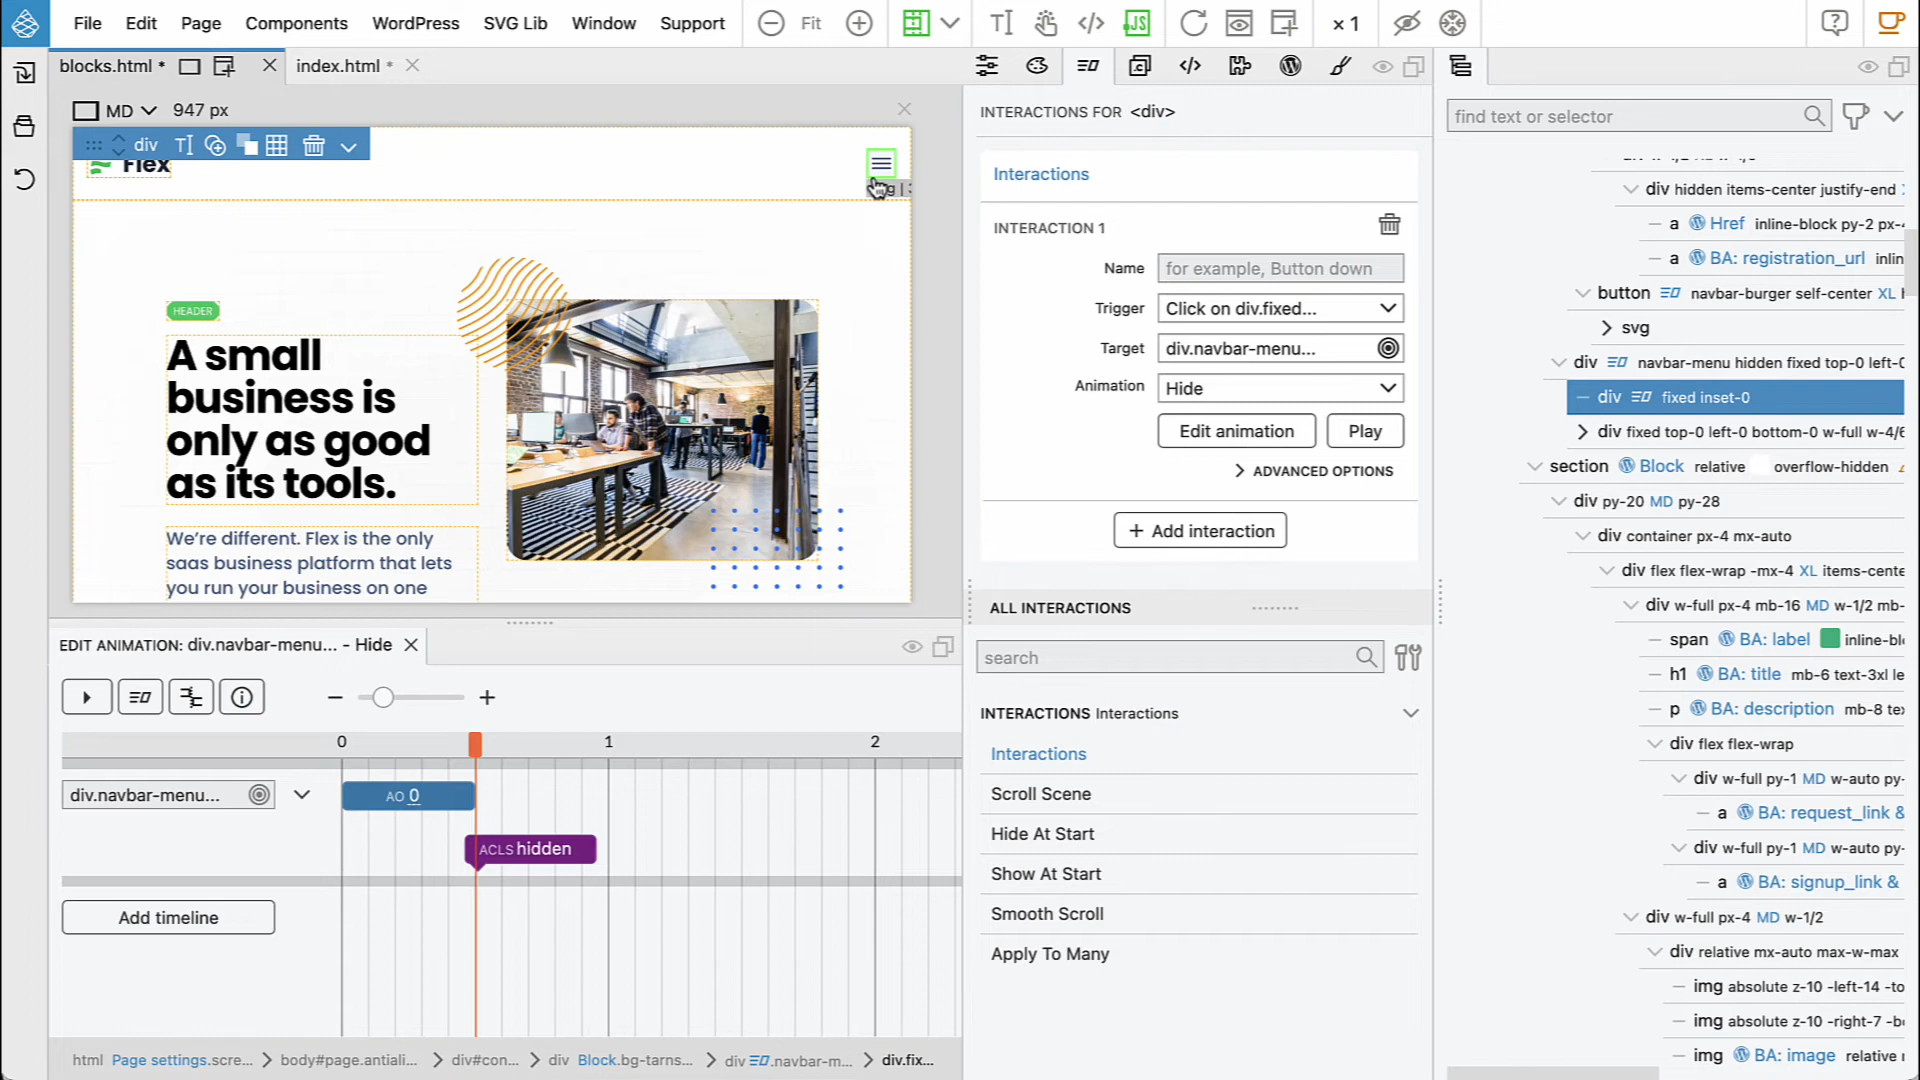 File Edit Page Components WordPress SVG Lib Window Support Fit JS x 1
blocks.html * index.html *
MD 947 px
div
Flex
HEADER
A small
business is
only as good
as its tools.
We're different. Flex is the only
saas business platform that lets
you run your business on one
EDIT ANIMATION: div.navbar-menu... - Hide
0 1 2
div.navbar-menu... AO 0
ACLS hidden
Add timeline
html Page settings.scre... body#page.antiali... div#con... div Block.bg-tarns... div .navbar-m... div.fix...
INTERACTIONS FOR <div>
Interactions
INTERACTION 1
Name for example, Button down
Trigger Click on div.fixed...
Target div.navbar-menu...
Animation Hide
Edit animation Play
ADVANCED OPTIONS
+ Add interaction
ALL INTERACTIONS
search
INTERACTIONS Interactions
Interactions
Scroll Scene
Hide At Start
Show At Start
Smooth Scroll
Apply To Many
find text or selector
div hidden items-center justify-end
a Href inline-block py-2 px-
a BA: registration_url inlin
button navbar-burger self-center XL
svg
div navbar-menu hidden fixed top-0 left-0
div fixed inset-0
div fixed top-0 left-0 bottom-0 w-full w-4/6
section Block relative overflow-hidden
div py-20 MD py-28
div container px-4 mx-auto
div flex flex-wrap -mx-4 XL items-cente
div w-full px-4 mb-16 MD w-1/2 mb-
span BA: label inline-bl
h1 BA: title mb-6 text-3xl le
p BA: description mb-8 te
div flex flex-wrap
div w-full py-1 MD w-auto py-
a BA: request_link &
div w-full py-1 MD w-auto py-
a BA: signup_link &
div w-full px-4 MD w-1/2
div relative mx-auto max-w-max
img absolute z-10 -left-14 -to
img absolute z-10 -right-7 -b
img BA: image relative